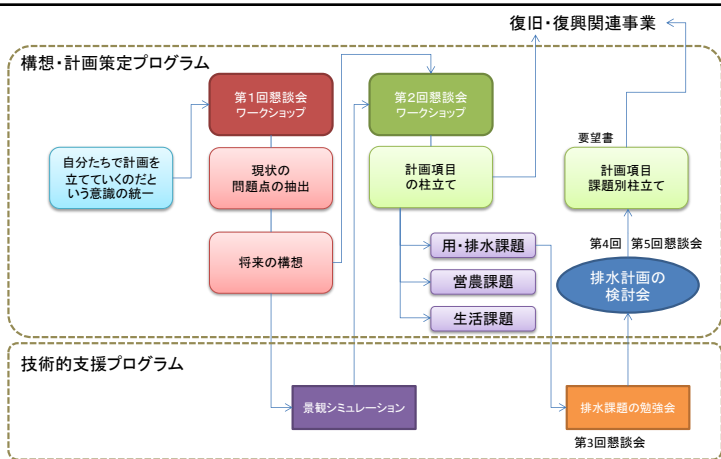 復旧・復興関連事業
構想・計画策定プログラム
第1回懇談会
ワークショップ
第2回懇談会
ワークショップ
要望書
自分たちで計画を
立てていくのだと
いう意識の統一
現状の
問題点の抽出
計画項目
の柱立て
計画項目
課題別柱立て
将来の構想
用・排水課題
営農課題
生活課題
第4回
第5回懇談会
排水計画の
検討会
技術的支援プログラム
景観シミュレーション
排水課題の勉強会
第3回懇談会